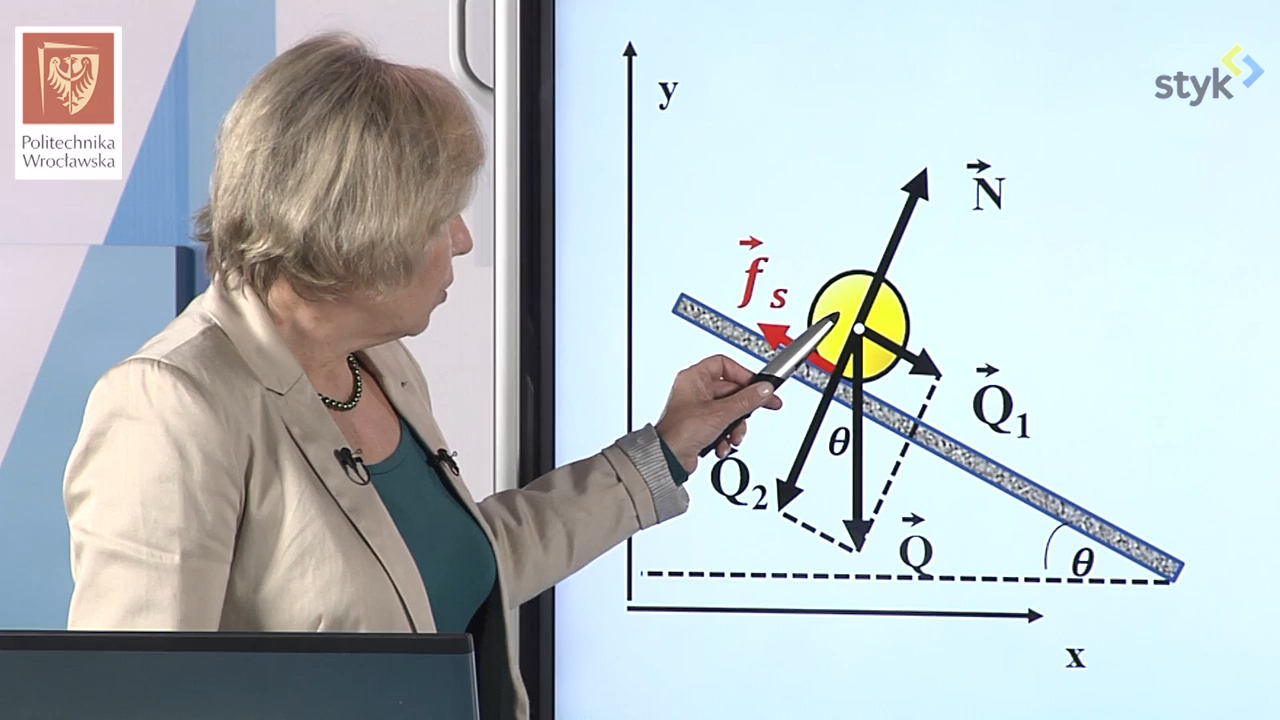 Politechnika
Wrocławska
styk
y
N
f s
Q1
θ
Q2
Q
θ
x